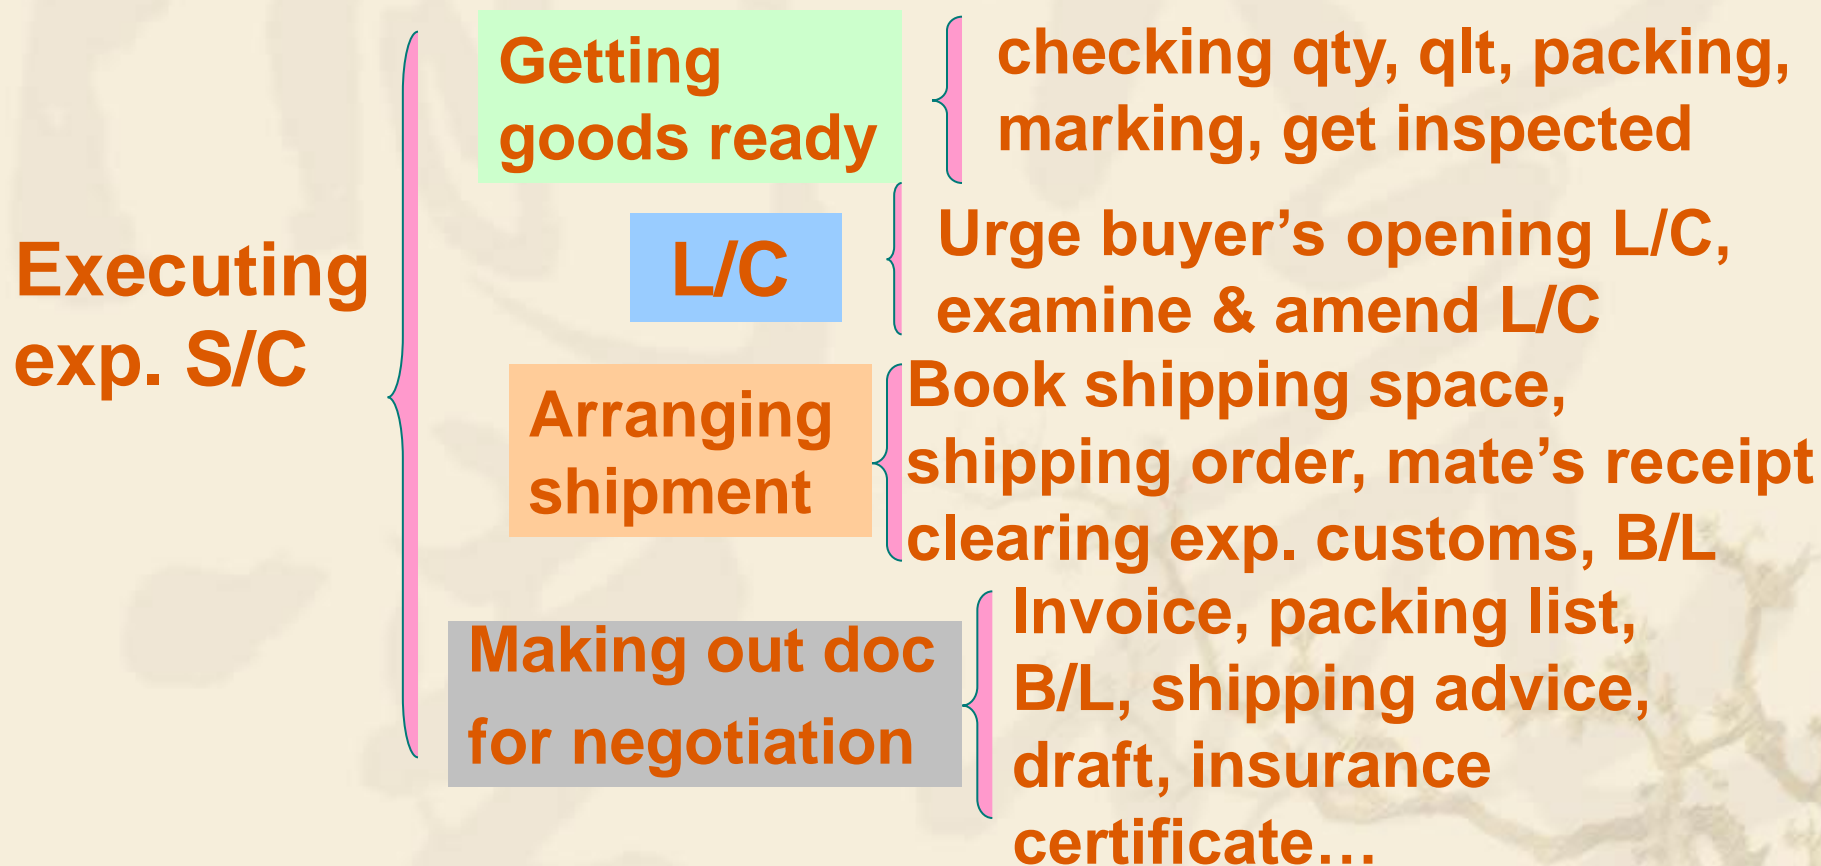 Executing
exp. S/C
Getting
goods ready
checking qty, qlt, packing,
marking, get inspected
L/C
Urge buyer’s opening L/C,
examine & amend L/C
Arranging
shipment
Book shipping space,
shipping order, mate’s receipt
clearing exp. customs, B/L
Making out doc
for negotiation
Invoice, packing list,
B/L, shipping advice,
draft, insurance
certificate…